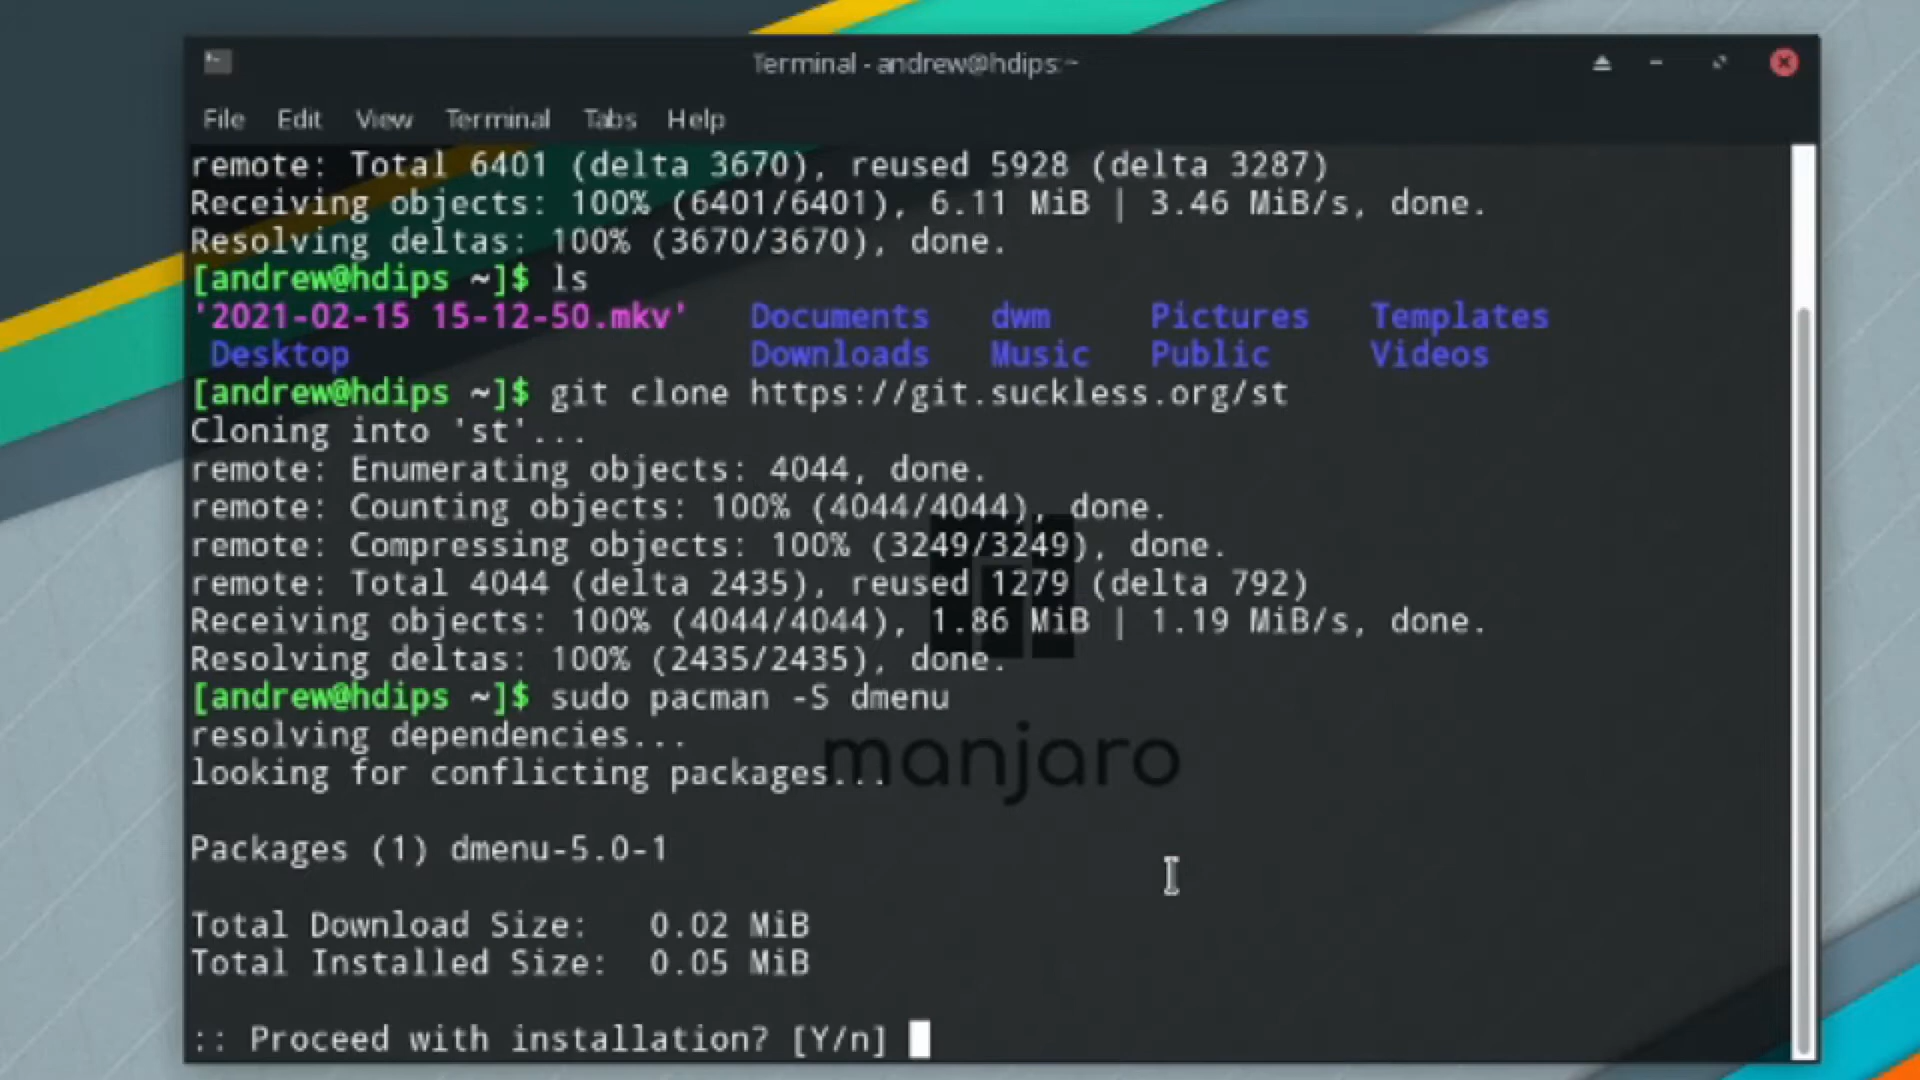 Terminal - andrew@hdips:~
File Edit View Terminal Tabs Help
remote: Total 6401 (delta 3670), reused 5928 (delta 3287)
Receiving objects: 100% (6401/6401), 6.11 MiB | 3.46 MiB/s, done.
Resolving deltas: 100% (3670/3670), done.
[andrew@hdips ~]$ ls
'2021-02-15 15-12-50.mkv' Documents dwm Pictures Templates
Desktop Downloads Music Public Videos
[andrew@hdips ~]$ git clone https://git.suckless.org/st
Cloning into 'st'...
remote: Enumerating objects: 4044, done.
remote: Counting objects: 100% (4044/4044), done.
remote: Compressing objects: 100% (3249/3249), done.
remote: Total 4044 (delta 2435), reused 1279 (delta 792)
Receiving objects: 100% (4044/4044), 1.86 MiB | 1.19 MiB/s, done.
Resolving deltas: 100% (2435/2435), done.
[andrew@hdips ~]$ sudo pacman -S dmenu
resolving dependencies...
looking for conflicting packages...
manjaro
Packages (1) dmenu-5.0-1
Total Download Size: 0.02 MiB
Total Installed Size: 0.05 MiB
:: Proceed with installation? [Y/n]